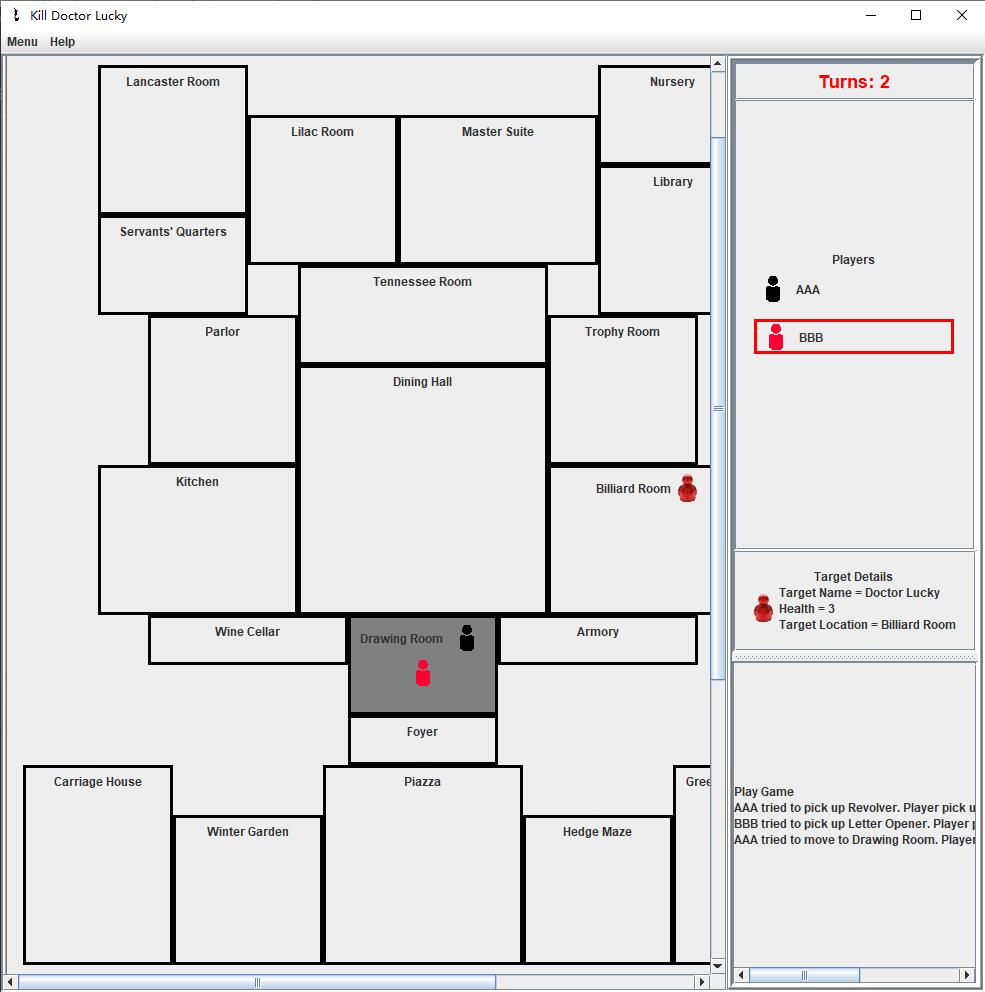 Kill Doctor Lucky
Menu Help
Lancaster Room
Nursery
Lilac Room
Master Suite
Library
Servants' Quarters
Tennessee Room
Parlor
Trophy Room
Dining Hall
Kitchen
Billiard Room
Wine Cellar
Drawing Room
Armory
Foyer
Carriage House
Piazza
Gree
Winter Garden
Hedge Maze
Turns: 2
Players
AAA
BBB
Target Details
Target Name = Doctor Lucky
Health = 3
Target Location = Billiard Room
Play Game
AAA tried to pick up Revolver. Player pick u
BBB tried to pick up Letter Opener. Player
AAA tried to move to Drawing Room. Player